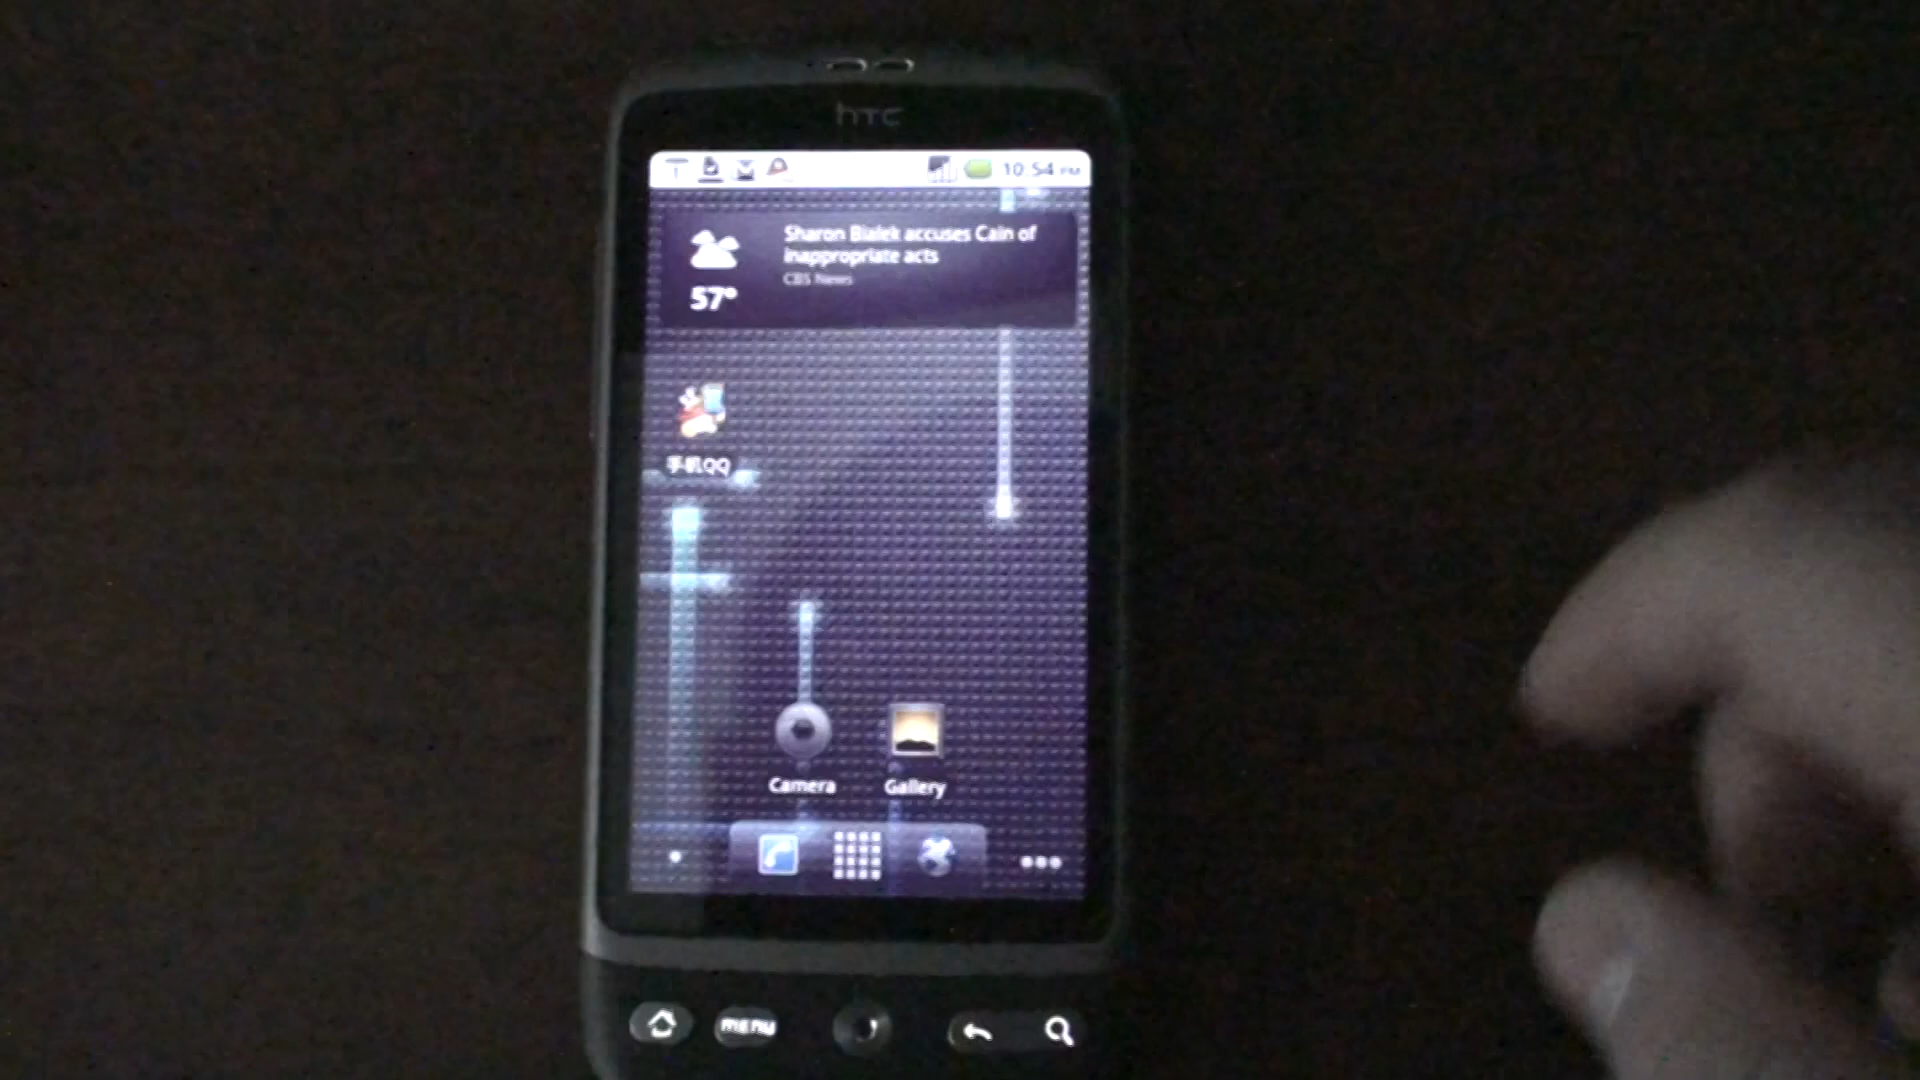 hTC
10:54 PM
Sharon Bialek accuses Cain of
inappropriate acts
CBS News
57°
手机QQ
Camera
Gallery
menu